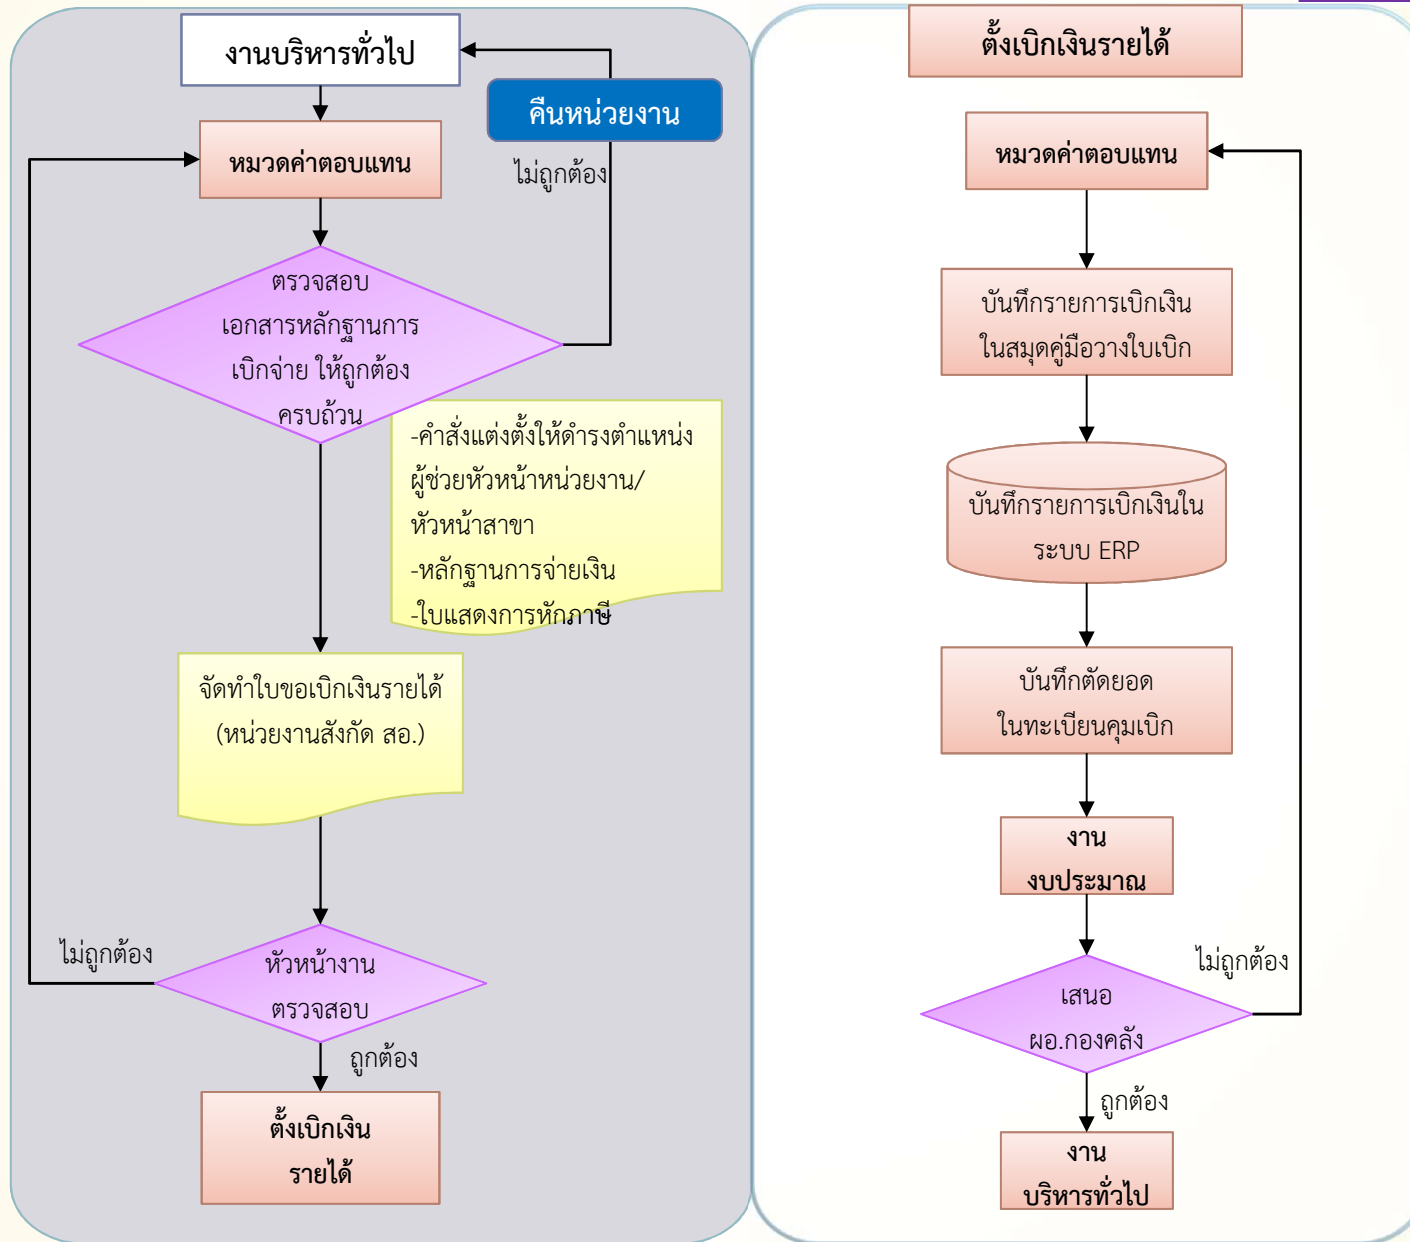 งานบริหารทั่วไป
คืนหน่วยงาน
หมวดค่าตอบแทน
ไม่ถูกต้อง
ตรวจสอบ
เอกสารหลักฐานการ
เบิกจ่าย ให้ถูกต้อง
ครบถ้วน
-คำสั่งแต่งตั้งให้ดำรงตำแหน่ง
ผู้ช่วยหัวหน้าหน่วยงาน/
หัวหน้าสาขา
-หลักฐานการจ่ายเงิน
-ใบแสดงการหักภาษี
จัดทำใบขอเบิกเงินรายได้
(หน่วยงานสังกัด สอ.)
ไม่ถูกต้อง
หัวหน้างาน
ตรวจสอบ
ถูกต้อง
ตั้งเบิกเงิน
รายได้
ตั้งเบิกเงินรายได้
หมวดค่าตอบแทน
บันทึกรายการเบิกเงิน
ในสมุดคู่มือวางใบเบิก
บันทึกรายการเบิกเงินใน
ระบบ ERP
บันทึกตัดยอด
ในทะเบียนคุมเบิก
งาน
งบประมาณ
ไม่ถูกต้อง
เสนอ
ผอ.กองคลัง
ถูกต้อง
งาน
บริหารทั่วไป